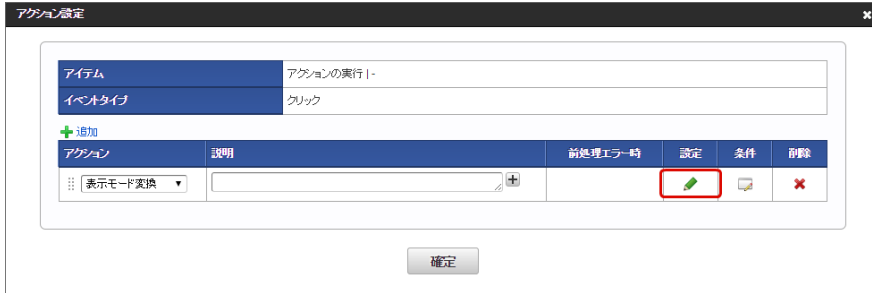 アクション設定
アイテム アクションの実行 | -
イベントタイプ クリック
追加
アクション 説明 前処理エラー時 設定 条件 削除
表示モード変換
確定